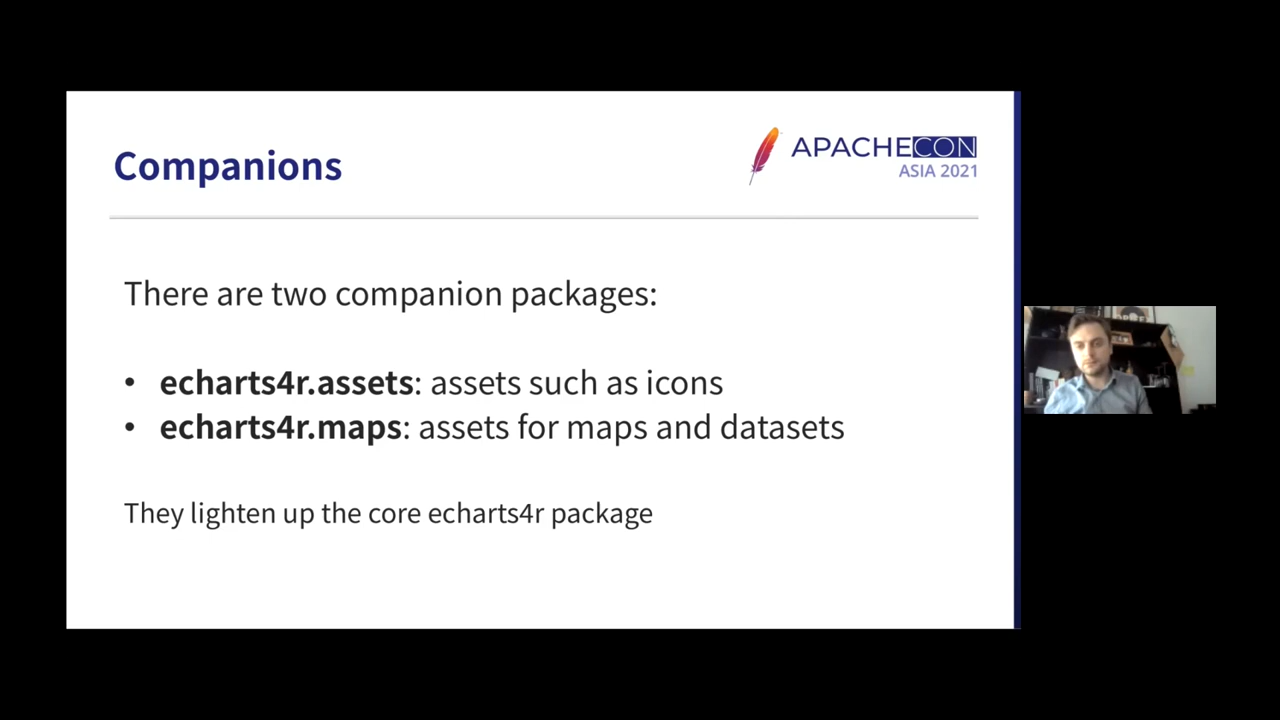 Companions
APACHECON
ASIA 2021
There are two companion packages:
• echarts4r.assets: assets such as icons
• echarts4r.maps: assets for maps and datasets
They lighten up the core echarts4r package